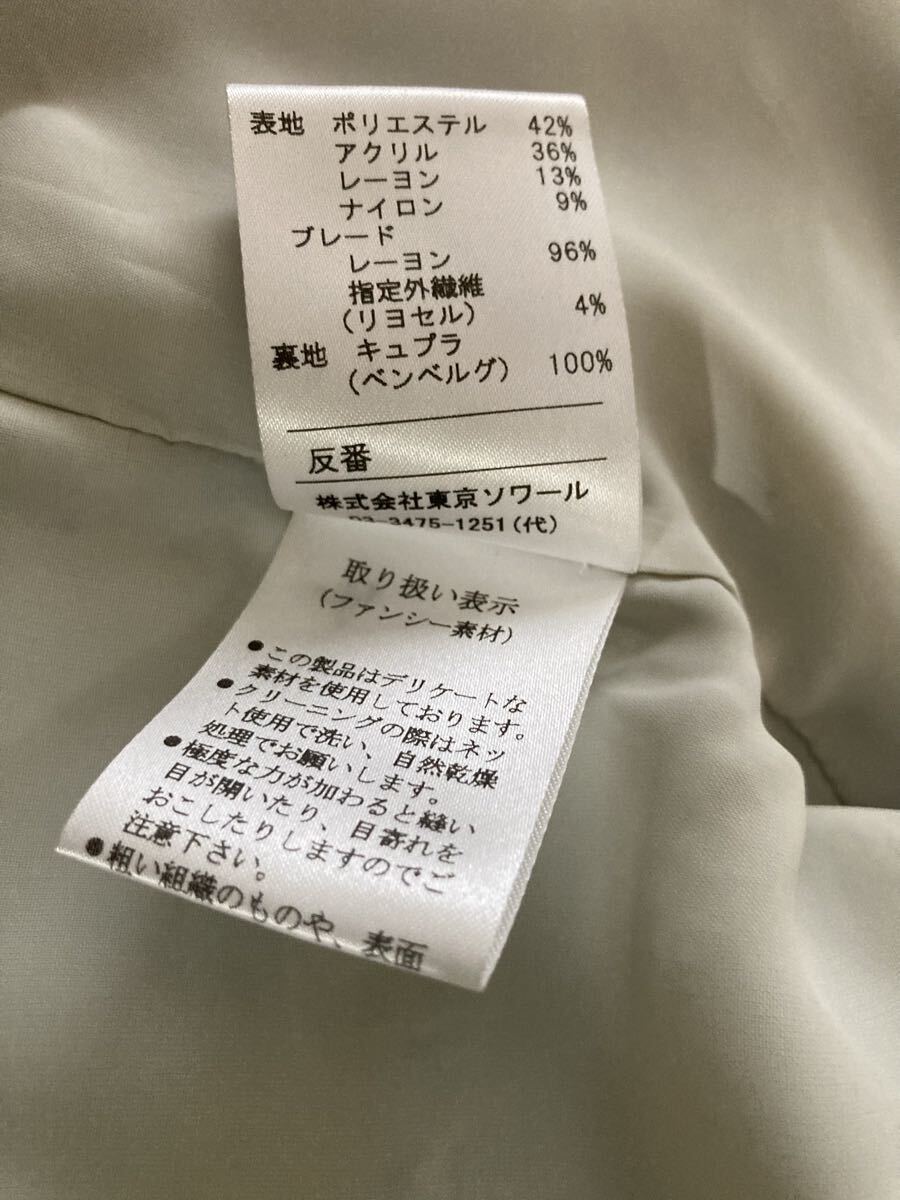 表地 ポリエステル 42%
アクリル 36%
レーヨン 13%
ナイロン 9%
ブレード
レーヨン 96%
指定外繊維
(リヨセル) 4%
裏地 キュプラ
(ベンベルグ) 100%
反番
株式会社東京ソワール
03-3475-1251(代)
取り扱い表示
(ファンシー素材)
●この製品はデリケートな
素材を使用しております。
●クリーニングの際はネッ
ト使用で洗い、自然乾燥
処理でお願いします。
●極度な力が加わると縫い
目が開いたり、目寄れを
おこしたりしますのでご
注意下さい。
●粗い組織のものや、表面